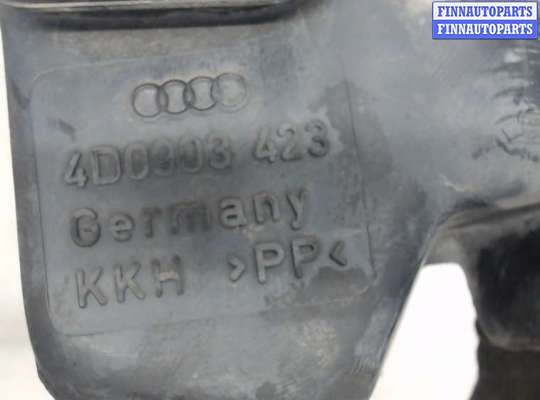 FINNAUTOPARTS
FINNAUTOPARTS
4D0903 423
Germany
KKH >PP<